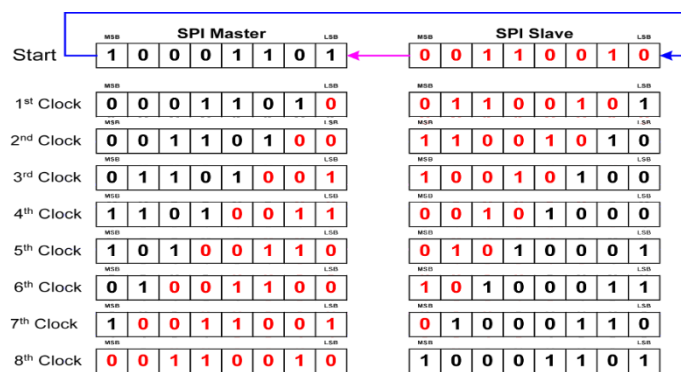 MSB SPI Master LSB MSB SPI Slave LSB
Start 1 0 0 0 1 1 0 1 0 0 1 1 0 0 1 0
MSB LSB MSB LSB
1st Clock 0 0 0 1 1 0 1 0 0 1 1 0 0 1 0 1
MSB LSB MSB LSB
2nd Clock 0 0 1 1 0 1 0 0 1 1 0 0 1 0 1 0
MSB LSB MSB LSB
3rd Clock 0 1 1 0 1 0 0 1 1 0 0 1 0 1 0 0
MSB LSB MSB LSB
4th Clock 1 1 0 1 0 0 1 1 0 0 1 0 1 0 0 0
MSB LSB MSB LSB
5th Clock 1 0 1 0 0 1 1 0 0 1 0 1 0 0 0 1
MSB LSB MSB LSB
6th Clock 0 1 0 0 1 1 0 0 1 0 1 0 0 0 1 1
MSB LSB MSB LSB
7th Clock 1 0 0 1 1 0 0 1 0 1 0 0 0 1 1 0
MSB LSB MSB LSB
8th Clock 0 0 1 1 0 0 1 0 1 0 0 0 1 1 0 1